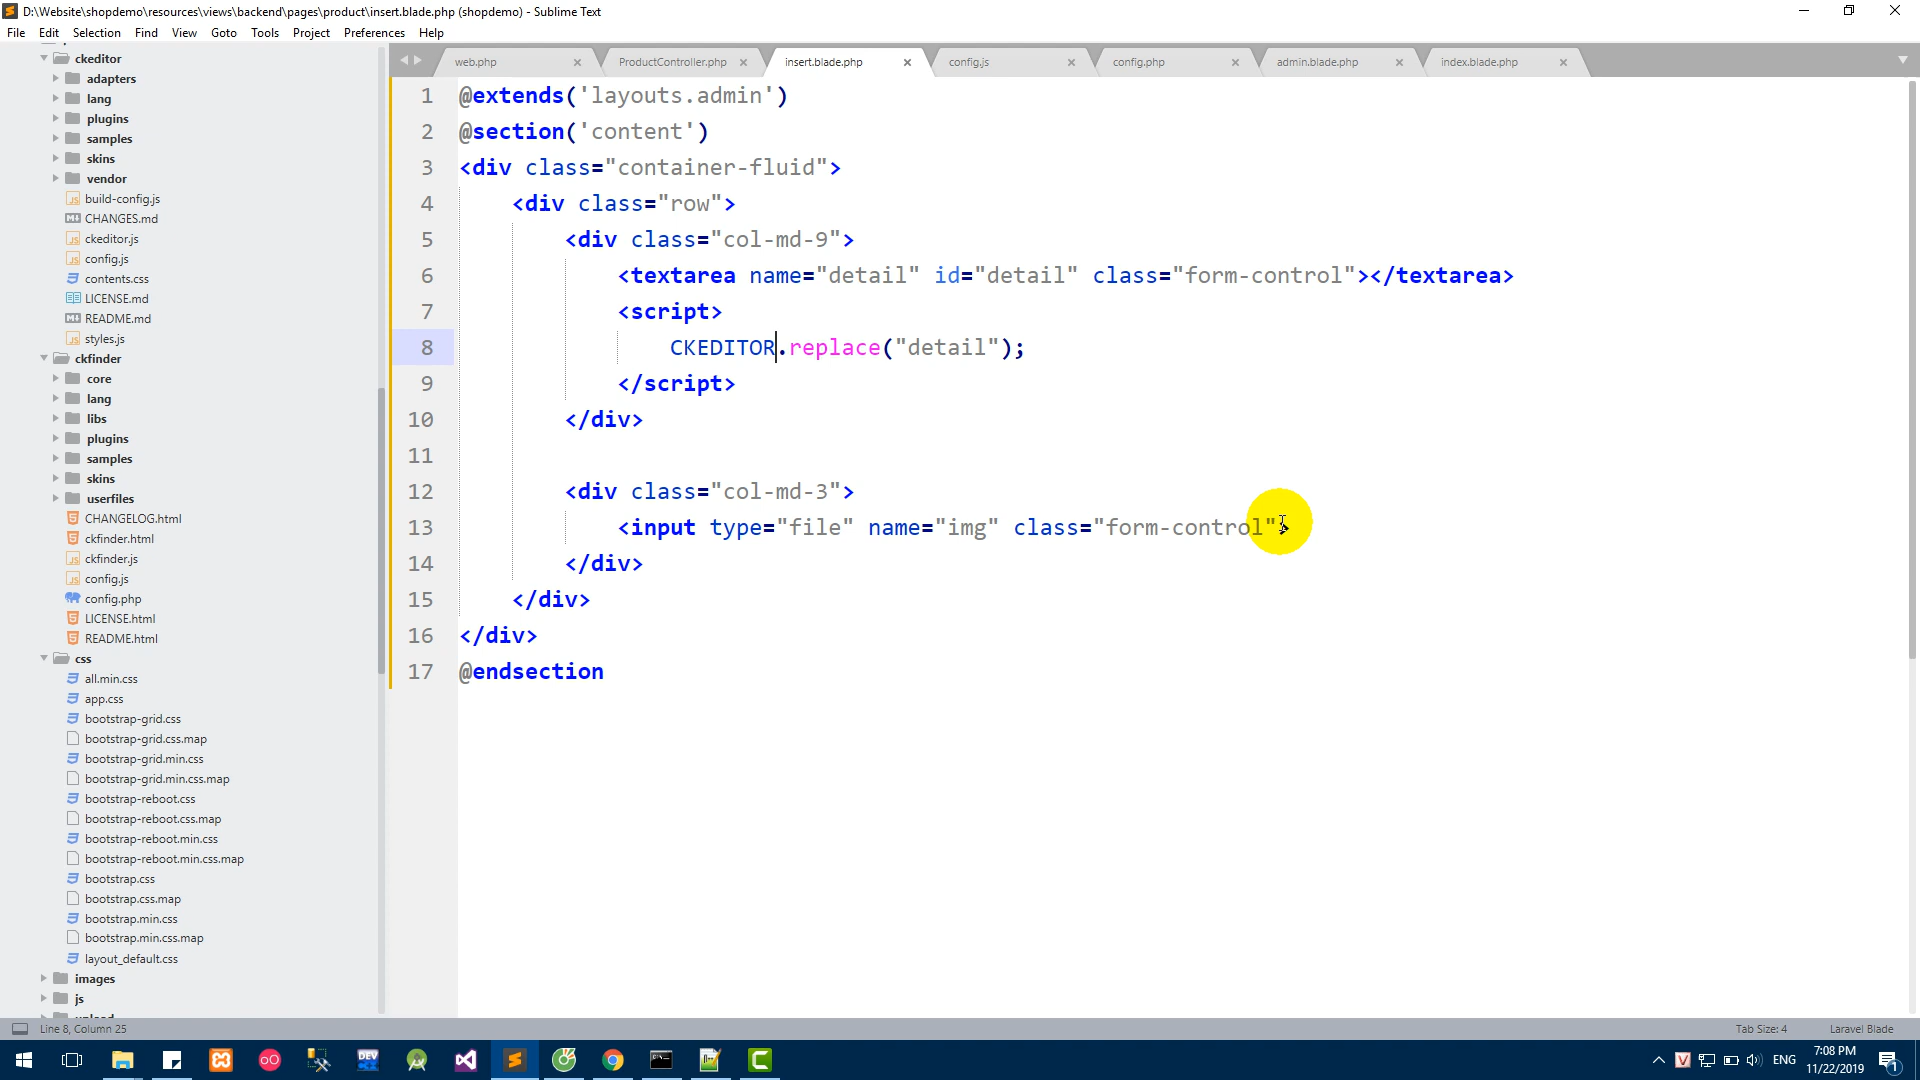 D:\Website\shopdemo\resources\views\backend\pages\product\insert.blade.php (shopdemo) - Sublime Text
File Edit Selection Find View Goto Tools Project Preferences Help
web.php ProductController.php insert.blade.php config.js config.php admin.blade.php index.blade.php
ckeditor
adapters
lang
plugins
samples
skins
vendor
build-config.js
CHANGES.md
ckeditor.js
config.js
contents.css
LICENSE.md
README.md
styles.js
ckfinder
core
lang
libs
plugins
samples
skins
userfiles
CHANGELOG.html
ckfinder.html
ckfinder.js
config.js
config.php
LICENSE.html
README.html
css
all.min.css
app.css
bootstrap-grid.css
bootstrap-grid.css.map
bootstrap-grid.min.css
bootstrap-grid.min.css.map
bootstrap-reboot.css
bootstrap-reboot.css.map
bootstrap-reboot.min.css
bootstrap-reboot.min.css.map
bootstrap.css
bootstrap.css.map
bootstrap.min.css
bootstrap.min.css.map
layout_default.css
images
js
1 @extends('layouts.admin')
2 @section('content')
3 <div class="container-fluid">
4 <div class="row">
5 <div class="col-md-9">
6 <textarea name="detail" id="detail" class="form-control"></textarea>
7 <script>
8 CKEDITOR.replace("detail");
9 </script>
10 </div>
11
12 <div class="col-md-3">
13 <input type="file" name="img" class="form-control">
14 </div>
15 </div>
16 </div>
17 @endsection
Line 8, Column 25
Tab Size: 4
Laravel Blade
DEV
ENG
7:08 PM
11/22/2019
1